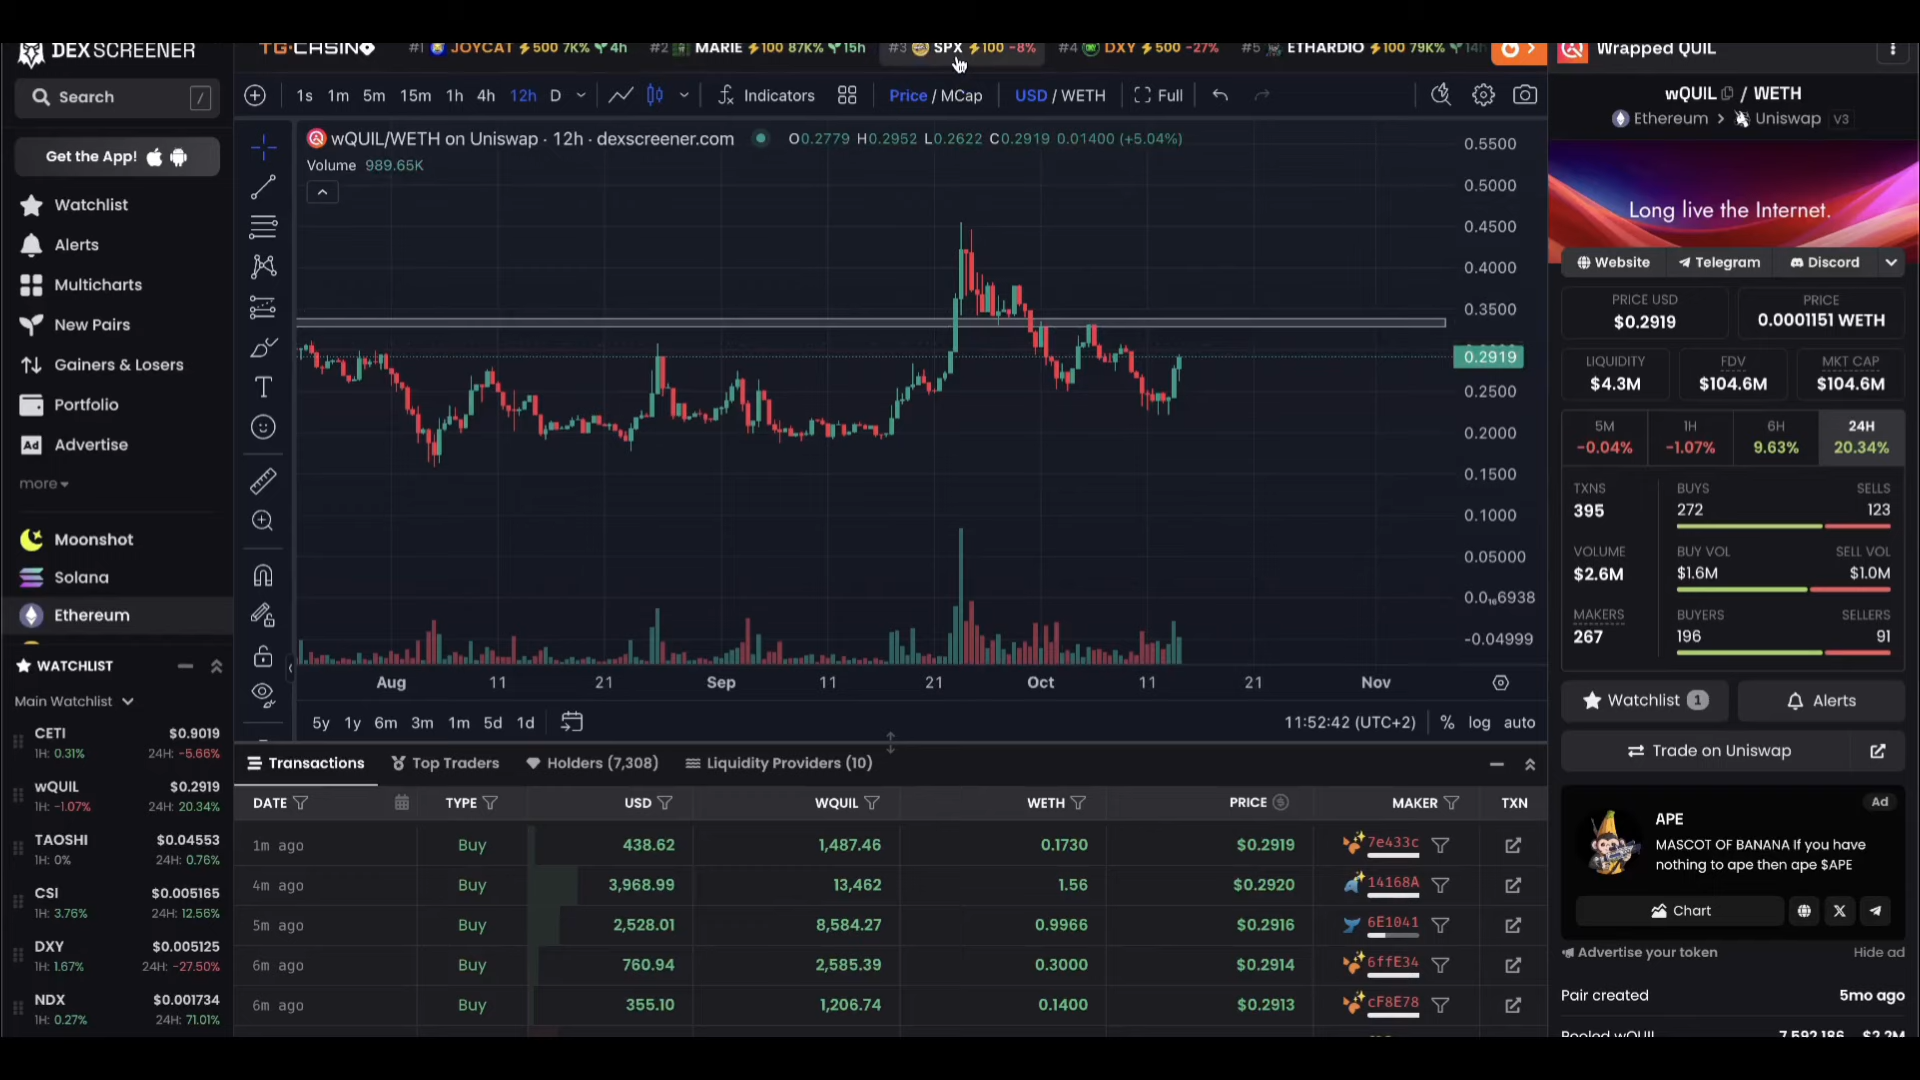 DEX SCREENER
Search
/
Get the App!
Watchlist
Alerts
Multicharts
New Pairs
Gainers & Losers
Portfolio
Ad Advertise
more
Moonshot
Solana
Ethereum
WATCHLIST
Main Watchlist
CETI $0.9019
1H: 0.31% 24H: -5.66%
wQUIL $0.2919
1H: -1.07% 24H: 20.34%
TAOSHI $0.04553
1H: 0% 24H: 0.76%
CSI $0.005165
1H: 3.76% 24H: 12.56%
DXY $0.005125
1H: 1.67% 24H: -27.50%
NDX $0.001734
1H: 0.27% 24H: 71.01%
TG.CASINO #1 JOYCAT 500 7K% 4h #2 MARIE 100 87K% 15h #3 SPX 100 -8% #4 DXY 500 -27% #5 ETHARDIO 100 79K% 14h
1s 1m 5m 15m 1h 4h 12h D Indicators Price / MCap USD / WETH Full
wQUIL/WETH on Uniswap · 12h · dexscreener.com O0.2779 H0.2952 L0.2622 C0.2919 0.01400 (+5.04%)
Volume 989.65K
0.5500
0.5000
0.4500
0.4000
0.3500
0.2919
0.2500
0.2000
0.1500
0.1000
0.05000
0.0₁₆6938
-0.04999
Aug 11 21 Sep 11 21 Oct 11 21 Nov
5y 1y 6m 3m 1m 5d 1d 11:52:42 (UTC+2) % log auto
Transactions Top Traders Holders (7,308) Liquidity Providers (10)
DATE TYPE USD WQUIL WETH PRICE MAKER TXN
1m ago Buy 438.62 1,487.46 0.1730 $0.2919 7e433c
4m ago Buy 3,968.99 13,462 1.56 $0.2920 14168A
5m ago Buy 2,528.01 8,584.27 0.9966 $0.2916 6E1041
6m ago Buy 760.94 2,585.39 0.3000 $0.2914 6ffE34
6m ago Buy 355.10 1,206.74 0.1400 $0.2913 cF8E78
Wrapped QUIL
wQUIL / WETH
Ethereum > Uniswap V3
Long live the Internet.
Website Telegram Discord
PRICE USD PRICE
$0.2919 0.0001151 WETH
LIQUIDITY FDV MKT CAP
$4.3M $104.6M $104.6M
5M 1H 6H 24H
-0.04% -1.07% 9.63% 20.34%
TXNS BUYS SELLS
395 272 123
VOLUME BUY VOL SELL VOL
$2.6M $1.6M $1.0M
MAKERS BUYERS SELLERS
267 196 91
Watchlist 1 Alerts
Trade on Uniswap
Ad
APE
MASCOT OF BANANA If you have
nothing to ape then ape $APE
Chart
Advertise your token Hide ad
Pair created 5mo ago
Pooled wQUIL 7,592,186 $2.2M